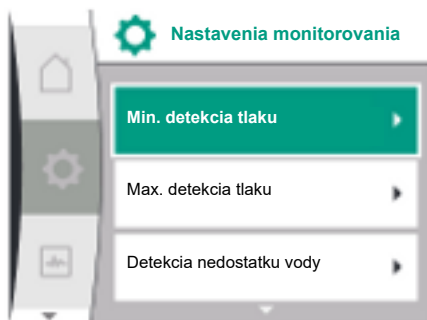 Nastavenia monitorovania
Min. detekcia tlaku
Max. detekcia tlaku
Detekcia nedostatku vody